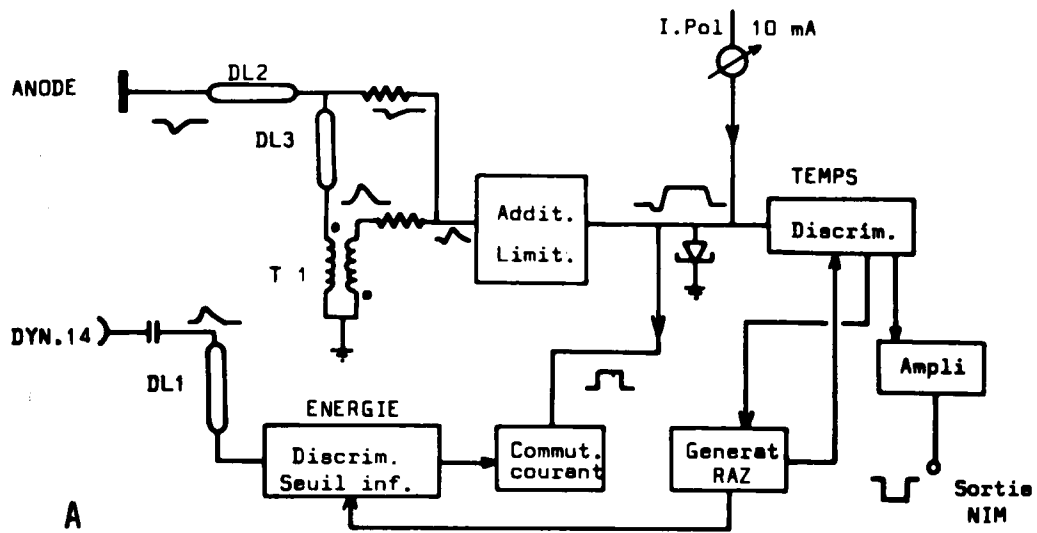 I.Pol 10 mA
ANODE
DL2
DL3
TEMPS
Addit.
Limit.
Discrim.
T 1
DYN.14
DL1
Ampli
ENERGIE
Discrim.
Seuil inf.
Commut.
courant
Generat
RAZ
Sortie
NIM
A